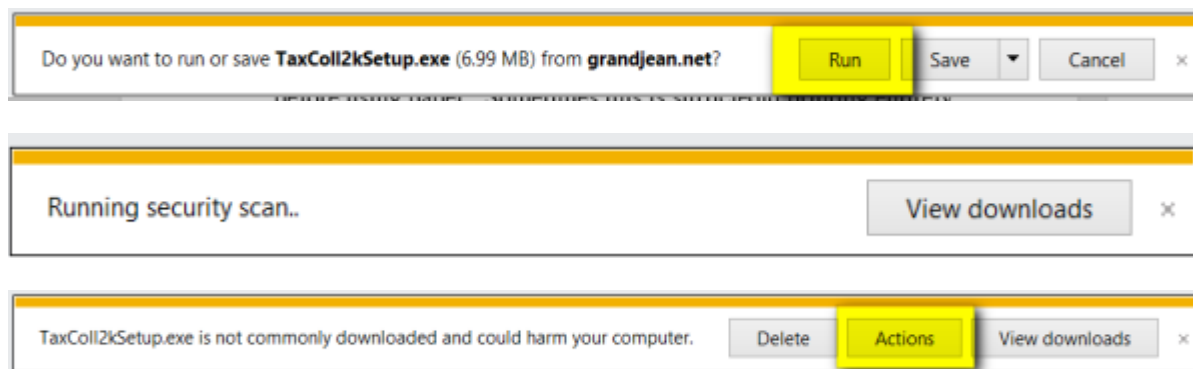 Do you want to run or save TaxColl2kSetup.exe (6.99 MB) from grandjean.net? Run Save Cancel
Running security scan.. View downloads
TaxColl2kSetup.exe is not commonly downloaded and could harm your computer. Delete Actions View downloads